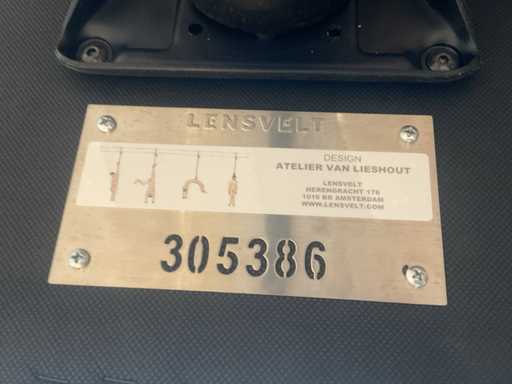 LENSVELT
DESIGN
ATELIER VAN LIESHOUT
LENSVELT
HERENGRACHT 178
1016 BR AMSTERDAM
WWW.LENSVELT.COM
305386